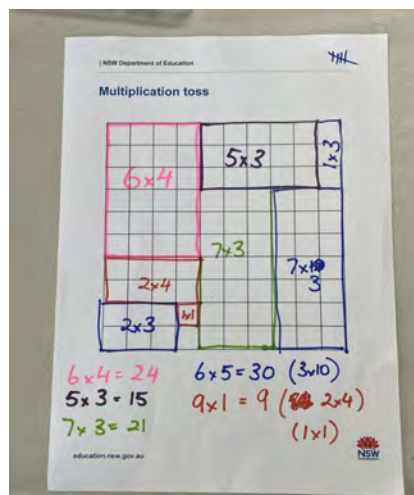 | NSW Department of Education
Multiplication toss
6x4
5x3
1x3
7x3
7x
3
2x4
2x3
1x1
6x4 = 24
5x3 = 15
7x3 = 21
6x5 = 30 (3x10)
9x1 = 9 ( 2x4)
(1x1)
education.nsw.gov.au
NSW